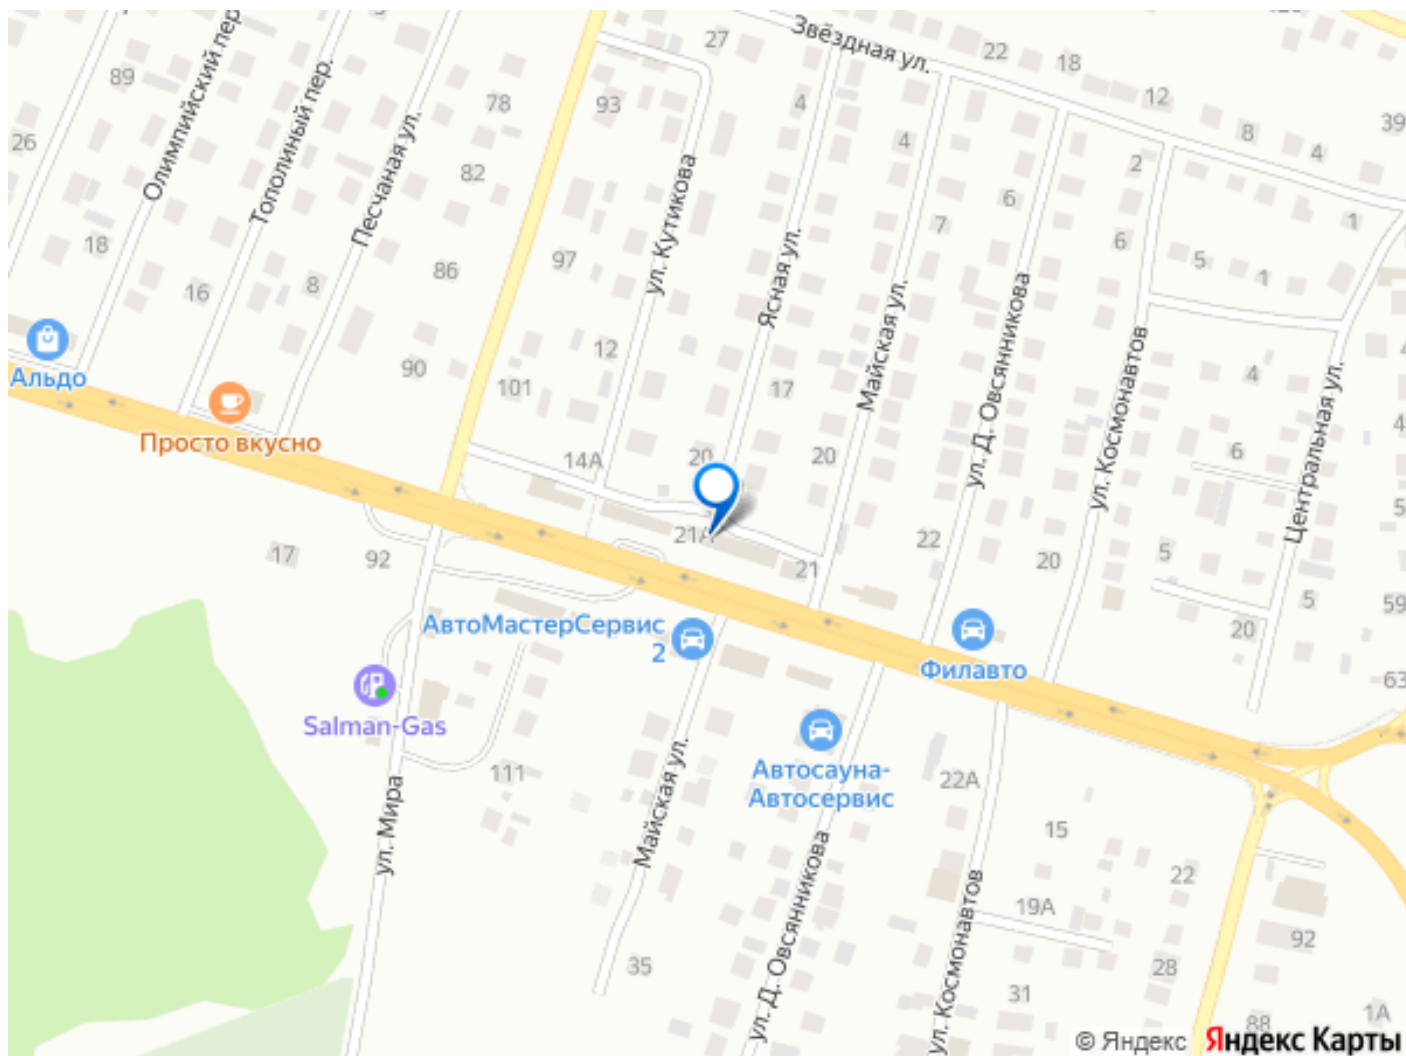 Звёздная ул.
27
22
18
12
8
4
39
89
26
Олимпийский пер.
Тополиный пер.
Песчаная ул.
78
93
4
4
2
82
ул. Кутикова
6
7
6
1
18
86
97
Ясная ул.
5
1
16
8
Майская ул.
ул. Д. Овсянникова
ул. Космонавтов
Альдо
90
12
101
17
4
Центральная ул.
Просто вкусно
14А
20
20
6
21А
22
20
5
17
92
21
5
59
20
АвтоМастерСервис
2
Филавто
63
Salman-Gas
111
Автосауна-
Автосервис
22А
ул. Мира
Майская ул.
15
22
ул. Д. Овсянникова
ул. Космонавтов
19А
92
35
28
31
88
1А
© Яндекс Яндекс Карты